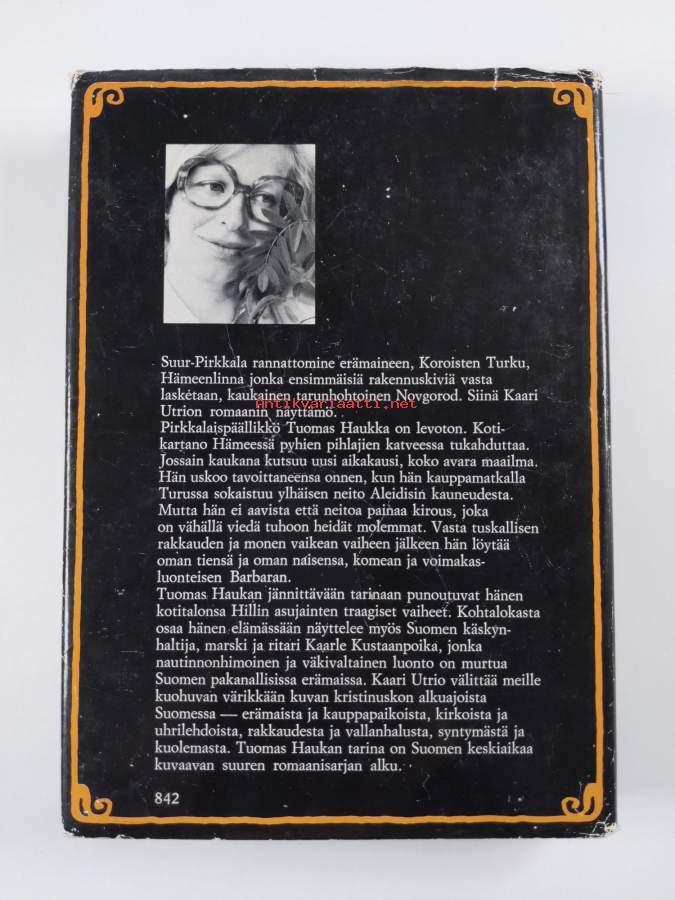 Suur-Pirkkala rannattomine erämaineen, Koroisten Turku,
Hämeenlinna jonka ensimmäisiä rakennuskiviä vasta
lasketaan, kaukainen tarunhohtoinen Novgorod. Siinä Kaari
Antikvariaatti.net
Utrion romaanin näyttämö.
Pirkkalaispäällikkö Tuomas Haukka on levoton. Koti-
kartano Hämeessä pyhien pihlajien katveessa tukahduttaa.
Jossain kaukana kutsuu uusi aikakausi, koko avara maailma.
Hän uskoo tavoittaneensa onnen, kun hän kauppamatkalla
Turussa sokaistuu ylhäisen neito Aleidisin kauneudesta.
Mutta hän ei aavista että neitoa painaa kirous, joka
on vähällä viedä tuhoon heidät molemmat. Vasta tuskallisen
rakkauden ja monen vaikean vaiheen jälkeen hän löytää
oman tiensä ja oman naisensa, komean ja voimakas-
luonteisen Barbaran.
Tuomas Haukan jännittävään tarinaan punoutuvat hänen
kotitalonsa Hillin asujainten traagiset vaiheet. Kohtalokasta
osaa hänen elämässään näyttelee myös Suomen käskyn-
haltija, marski ja ritari Kaarle Kustaanpoika, jonka
nautinnonhimoinen ja väkivaltainen luonto on murtua
Suomen pakanallisissa erämaissa. Kaari Utrio välittää meille
kuohuvan värikkään kuvan kristinuskon alkuajoista
Suomessa — erämaista ja kauppapaikoista, kirkoista ja
uhrilehdoista, rakkaudesta ja vallanhalusta, syntymästä ja
kuolemasta. Tuomas Haukan tarina on Suomen keskiaikaa
kuvaavan suuren romaanisarjan alku.
842